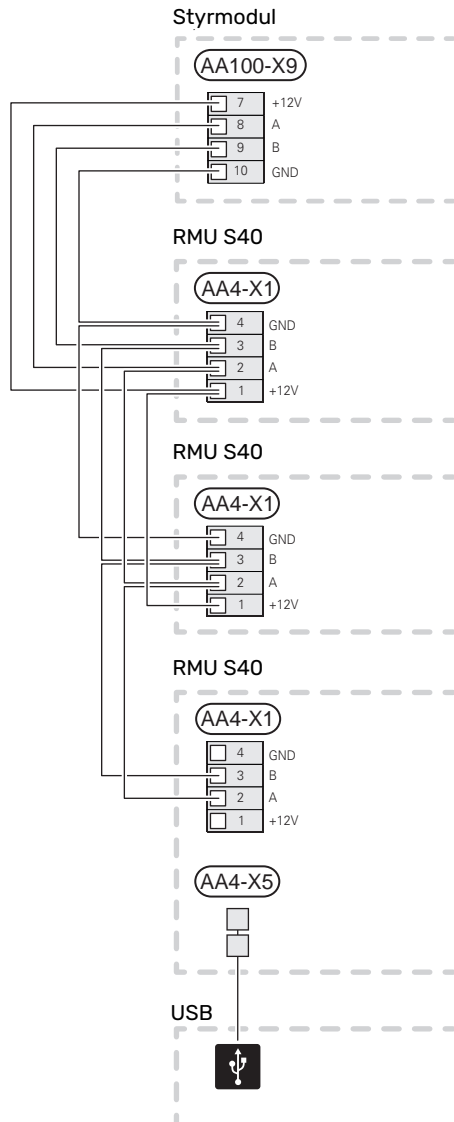 Styrmodul
AA100-X9
7 +12V
8 A
9 B
10 GND
RMU S40
AA4-X1
4 GND
3 B
2 A
1 +12V
RMU S40
AA4-X1
4 GND
3 B
2 A
1 +12V
RMU S40
AA4-X1
4 GND
3 B
2 A
1 +12V
AA4-X5
USB